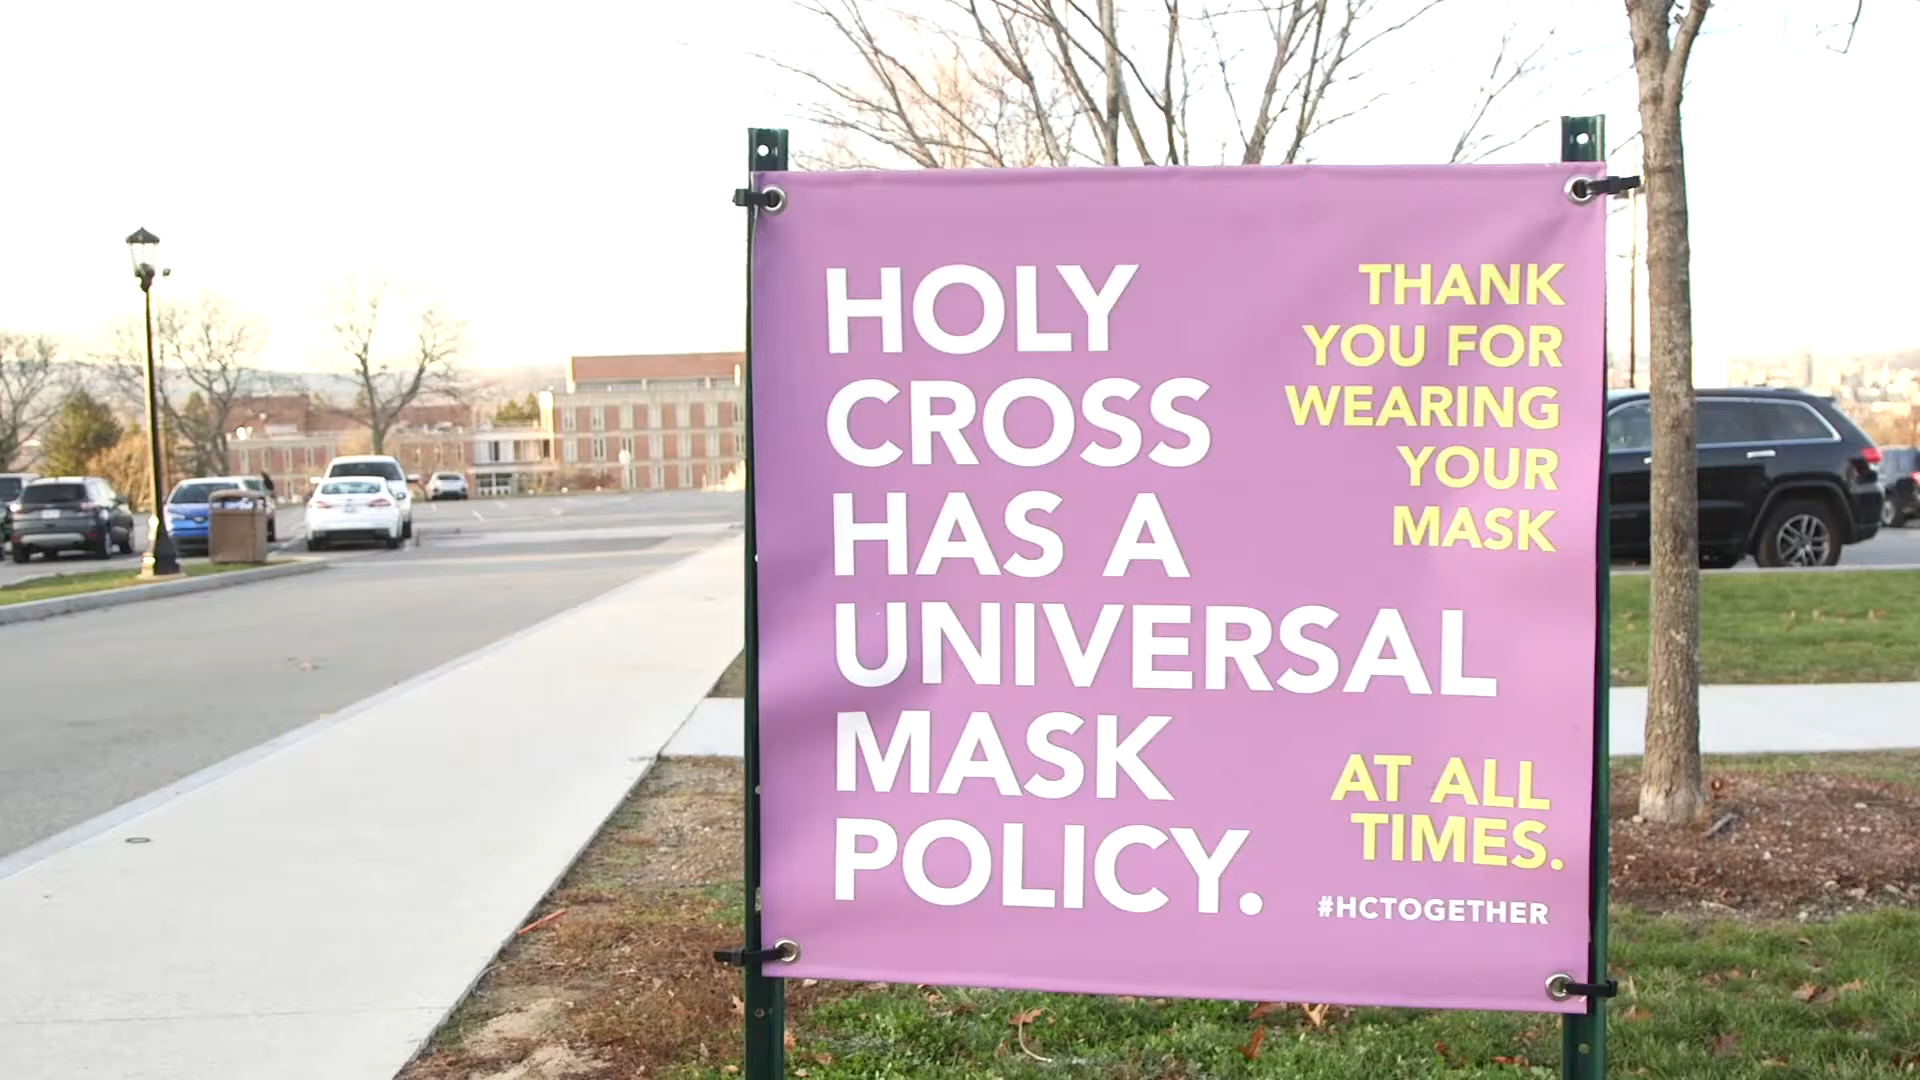 HOLY
CROSS
HAS A
UNIVERSAL
MASK
POLICY.
THANK
YOU FOR
WEARING
YOUR
MASK
AT ALL
TIMES.
#HCTOGETHER